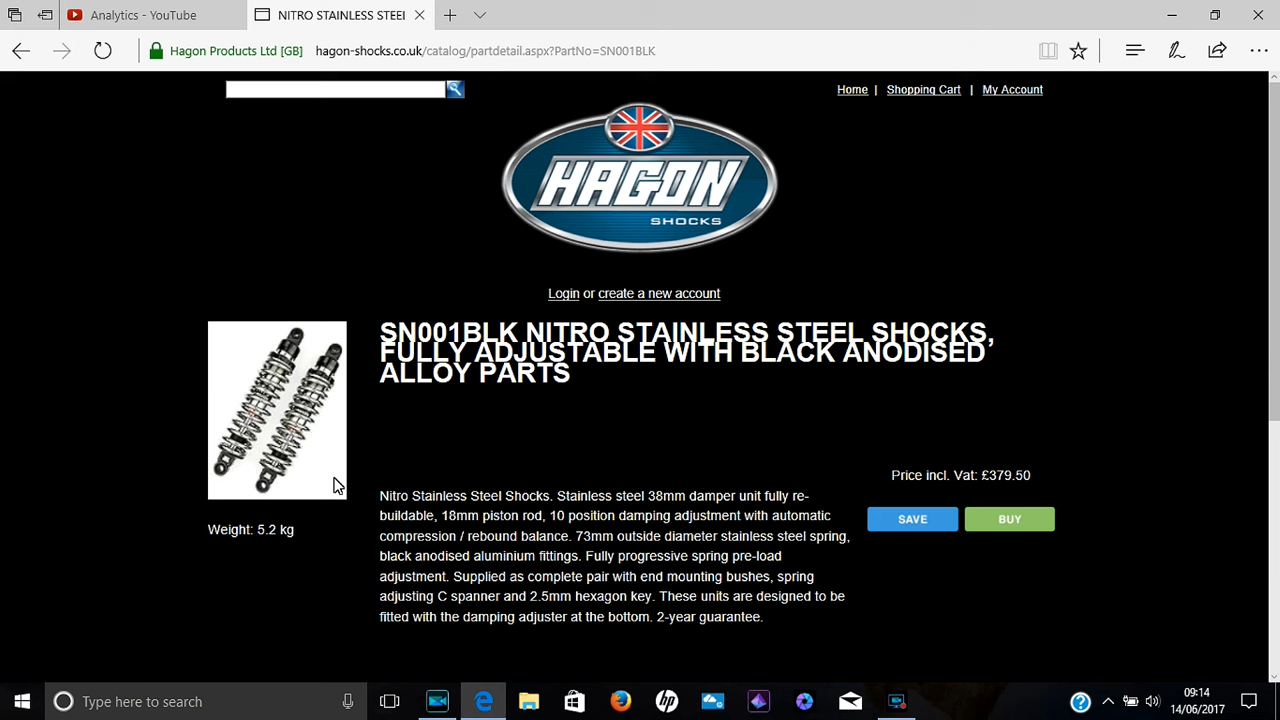 Analytics - YouTube
NITRO STAINLESS STEEL
Hagon Products Ltd [GB] hagon-shocks.co.uk/catalog/partdetail.aspx?PartNo=SN001BLK
Home | Shopping Cart | My Account
HAGON
SHOCKS
Login or create a new account
SN001BLK NITRO STAINLESS STEEL SHOCKS,
FULLY ADJUSTABLE WITH BLACK ANODISED
ALLOY PARTS
Price incl. Vat: £379.50
SAVE
BUY
Nitro Stainless Steel Shocks. Stainless steel 38mm damper unit fully re-
buildable, 18mm piston rod, 10 position damping adjustment with automatic
compression / rebound balance. 73mm outside diameter stainless steel spring,
black anodised aluminium fittings. Fully progressive spring pre-load
adjustment. Supplied as complete pair with end mounting bushes, spring
adjusting C spanner and 2.5mm hexagon key. These units are designed to be
fitted with the damping adjuster at the bottom. 2-year guarantee.
Weight: 5.2 kg
Type here to search
hp
09:14
14/06/2017